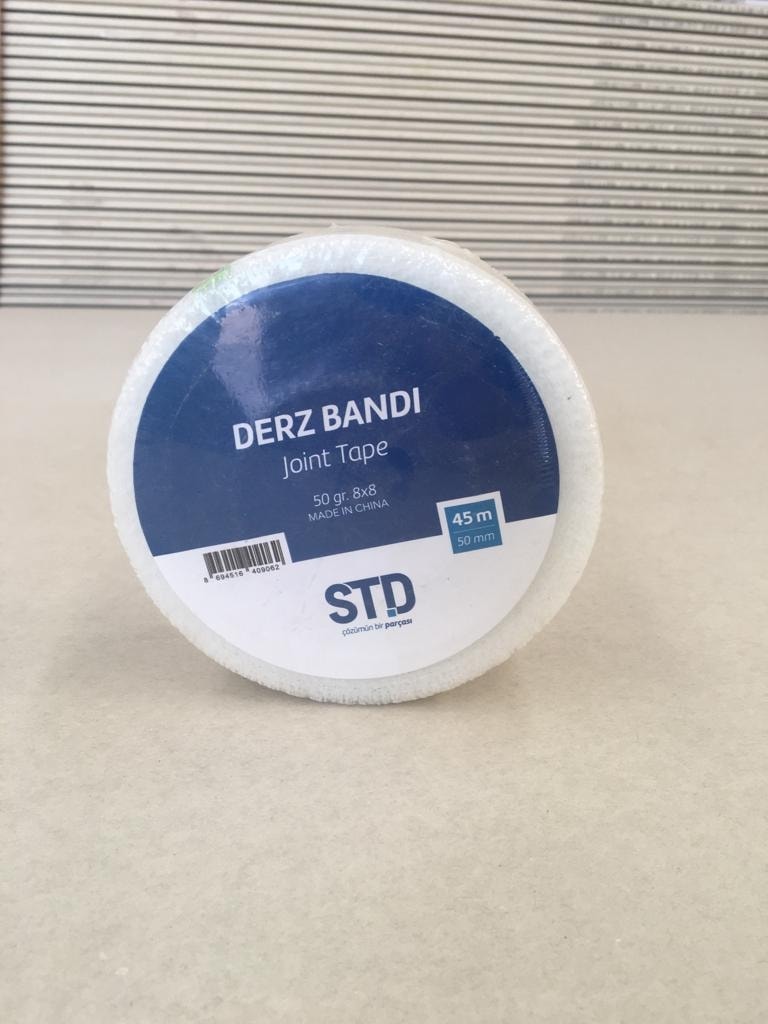 DERZ BANDI
Joint Tape
50 gr. 8x8
MADE IN CHINA
45 m
50 mm
8 694516 409062
STD
çözümün bir parçası